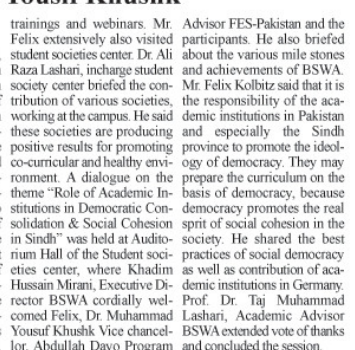 Yousif Khushk
trainings and webinars. Mr.
Felix extensively also visited
student societies center. Dr. Ali
Raza Lashari, incharge student
society center briefed the con-
tribution of various societies,
working at the campus. He said
these societies are producing
positive results for promoting
co-curricular and healthy envi-
ronment. A dialogue on the
theme “Role of Academic In-
stitutions in Democratic Con-
solidation & Social Cohesion
in Sindh” was held at Audito-
rium Hall of the Student soci-
eties center, where Khadim
Hussain Mirani, Executive Di-
rector BSWA cordially wel-
comed Felix, Dr. Muhammad
Yousuf Khushk Vice chancel-
lor, Abdullah Dayo Program
Advisor FES-Pakistan and the
participants. He also briefed
about the various mile stones
and achievements of BSWA.
Mr. Felix Kolbitz said that it is
the responsibility of the aca-
demic institutions in Pakistan
and especially the Sindh
province to promote the ideol-
ogy of democracy. They may
prepare the curriculum on the
basis of democracy, because
democracy promotes the real
sprit of social cohesion in the
society. He shared the best
practices of social democracy
as well as contribution of aca-
demic institutions in Germany.
Prof. Dr. Taj Muhammad
Lashari, Academic Advisor
BSWA extended vote of thanks
and concluded the session.